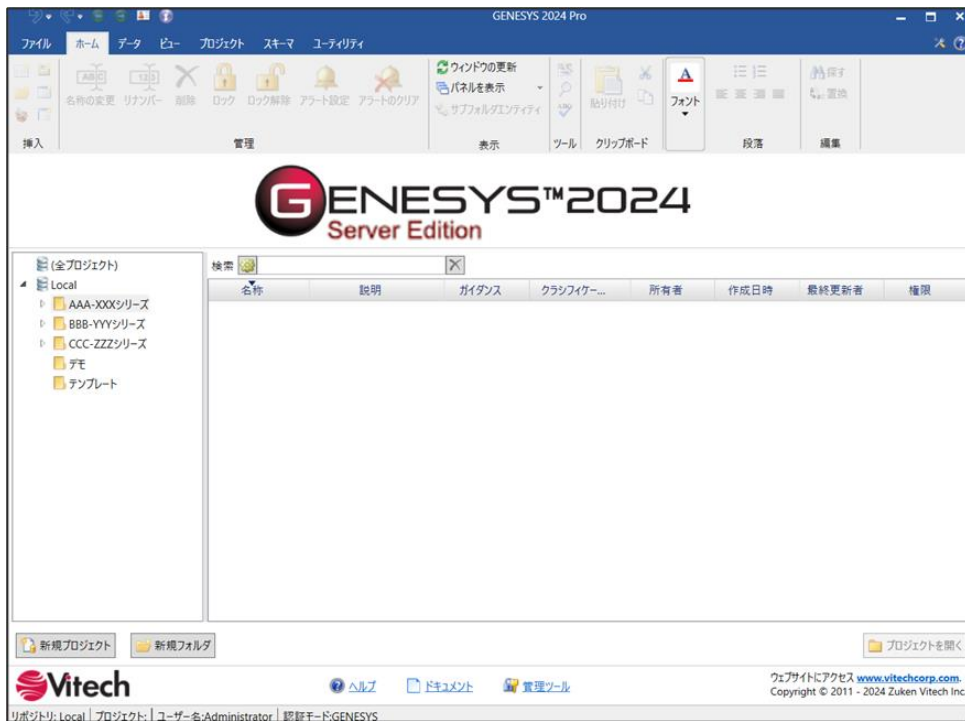 GENESYS 2024 Pro
ファイル ホーム データ ビュー プロジェクト スキーマ ユーティリティ
名称の変更 リナンバー 削除 ロック ロック解除 アラート設定 アラートのクリア
ウィンドウの更新
パネルを表示
サブフォルダエンティティ
貼り付け
フォント
探す
置換
挿入 管理 表示 ツール クリップボード 段落 編集
GENESYS™2024
Server Edition
(全プロジェクト)
Local
AAA-XXXシリーズ
BBB-YYYシリーズ
CCC-ZZZシリーズ
デモ
テンプレート
検索
名称 説明 ガイダンス クラシフィケー... 所有者 作成日時 最終更新者 権限
新規プロジェクト 新規フォルダ プロジェクトを開く
Vitech
ヘルプ ドキュメント 管理ツール
ウェブサイトにアクセス www.vitechcorp.com.
Copyright © 2011 - 2024 Zuken Vitech Inc
リポジトリ: Local プロジェクト: ユーザー名:Administrator 認証モード:GENESYS